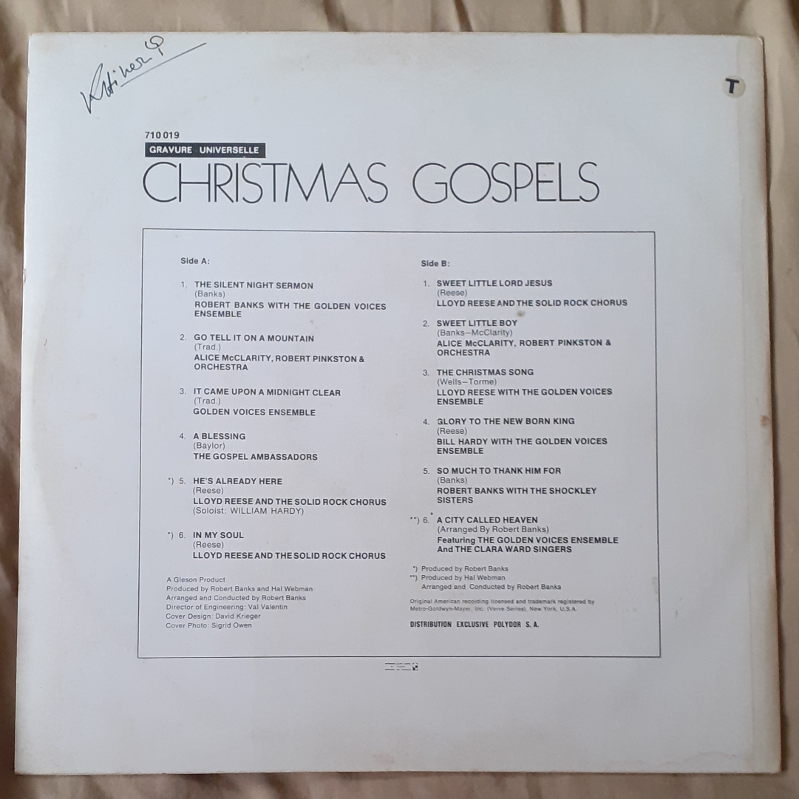 T
710 019
GRAVURE UNIVERSELLE
CHRISTMAS GOSPELS
Side A:
1. THE SILENT NIGHT SERMON
(Banks)
ROBERT BANKS WITH THE GOLDEN VOICES
ENSEMBLE
2. GO TELL IT ON A MOUNTAIN
(Trad.)
ALICE McCLARITY, ROBERT PINKSTON &
ORCHESTRA
3. IT CAME UPON A MIDNIGHT CLEAR
(Trad.)
GOLDEN VOICES ENSEMBLE
4. A BLESSING
(Baylor)
THE GOSPEL AMBASSADORS
*) 5. HE'S ALREADY HERE
(Reese)
LLOYD REESE AND THE SOLID ROCK CHORUS
(Soloist: WILLIAM HARDY)
*) 6. IN MY SOUL
(Reese)
LLOYD REESE AND THE SOLID ROCK CHORUS
A Gleson Product
Produced by Robert Banks and Hal Webman
Arranged and Conducted by Robert Banks
Director of Engineering: Val Valentin
Cover Design: David Krieger
Cover Photo: Sigrid Owen
Side B:
1. SWEET LITTLE LORD JESUS
(Reese)
LLOYD REESE AND THE SOLID ROCK CHORUS
2. SWEET LITTLE BOY
(Banks—McClarity)
ALICE McCLARITY, ROBERT PINKSTON &
ORCHESTRA
3. THE CHRISTMAS SONG
(Wells—Torme)
LLOYD REESE WITH THE GOLDEN VOICES
ENSEMBLE
4. GLORY TO THE NEW BORN KING
(Reese)
BILL HARDY WITH THE GOLDEN VOICES
ENSEMBLE
5. SO MUCH TO THANK HIM FOR
(Banks)
ROBERT BANKS WITH THE SHOCKLEY
SISTERS
**) 6. A CITY CALLED HEAVEN
(Arranged By Robert Banks)
Featuring THE GOLDEN VOICES ENSEMBLE
And THE CLARA WARD SINGERS
*) Produced by Robert Banks
**) Produced by Hal Webman
Arranged and Conducted by Robert Banks
Original American recording licensed and trademark registered by
Metro-Goldwyn-Mayer, Inc. (Verve Series), New York, U.S.A.
DISTRIBUTION EXCLUSIVE POLYDOR S. A.